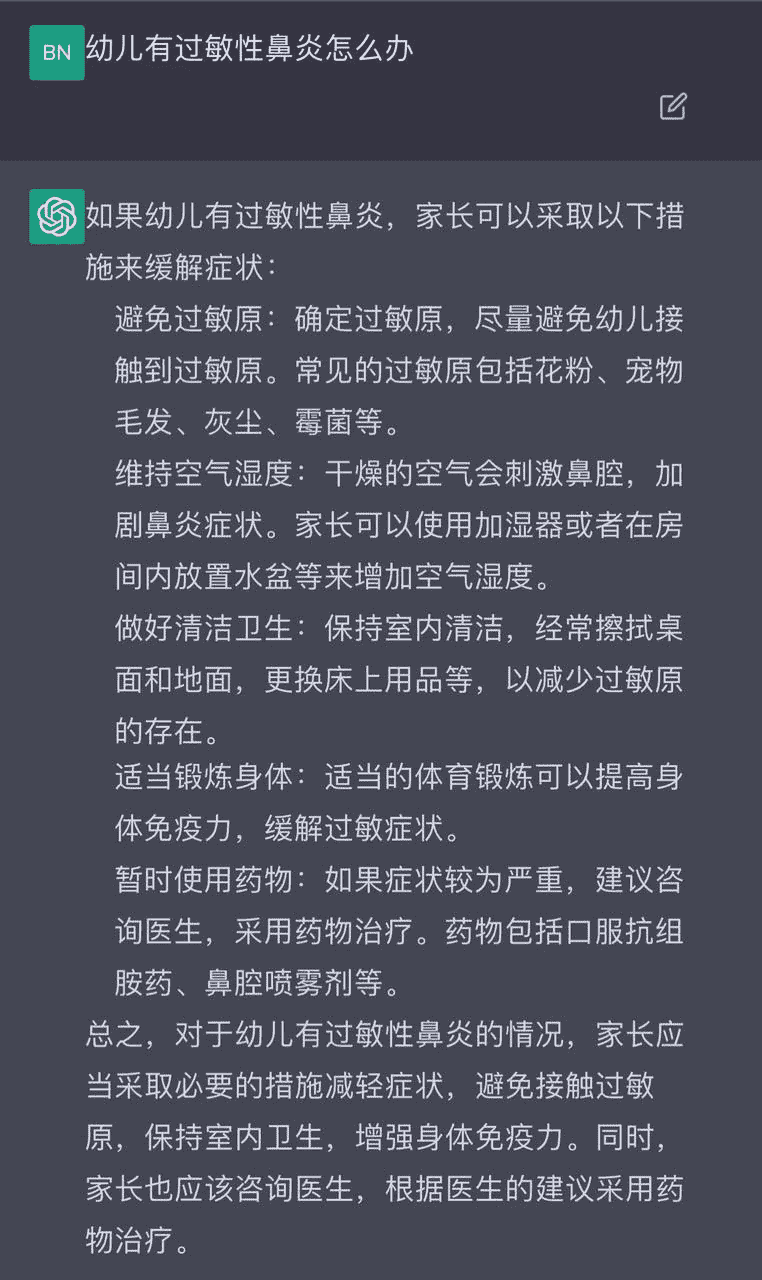 BN
幼儿有过敏性鼻炎怎么办
如果幼儿有过敏性鼻炎，家长可以采取以下措
施来缓解症状：
避免过敏原：确定过敏原，尽量避免幼儿接
触到过敏原。常见的过敏原包括花粉、宠物
毛发、灰尘、霉菌等。
维持空气湿度：干燥的空气会刺激鼻腔，加
剧鼻炎症状。家长可以使用加湿器或者在房
间内放置水盆等来增加空气湿度。
做好清洁卫生：保持室内清洁，经常擦拭桌
面和地面，更换床上用品等，以减少过敏原
的存在。
适当锻炼身体：适当的体育锻炼可以提高身
体免疫力，缓解过敏症状。
暂时使用药物：如果症状较为严重，建议咨
询医生，采用药物治疗。药物包括口服抗组
胺药、鼻腔喷雾剂等。
总之，对于幼儿有过敏性鼻炎的情况，家长应
当采取必要的措施减轻症状，避免接触过敏
原，保持室内卫生，增强身体免疫力。同时，
家长也应该咨询医生，根据医生的建议采用药
物治疗。